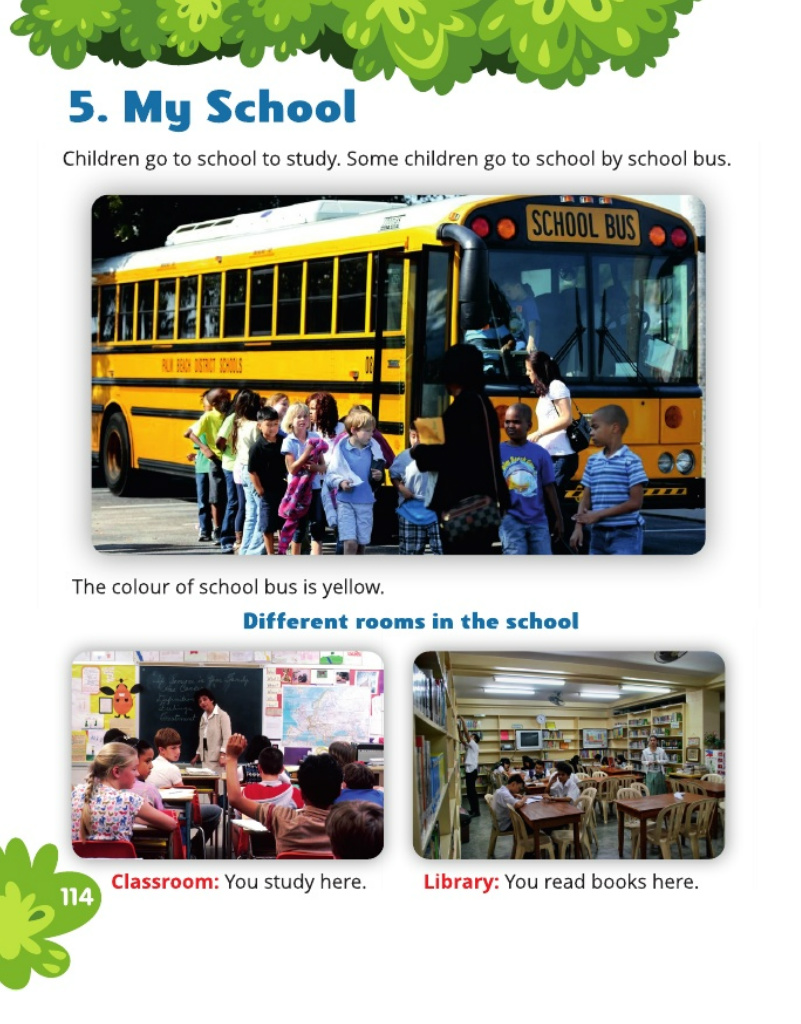 5. My School
Children go to school to study. Some children go to school by school bus.
SCHOOL BUS
PALM BEACH DISTRICT SCHOOLS
The colour of school bus is yellow.
Different rooms in the school
Classroom: You study here.
Library: You read books here.
114